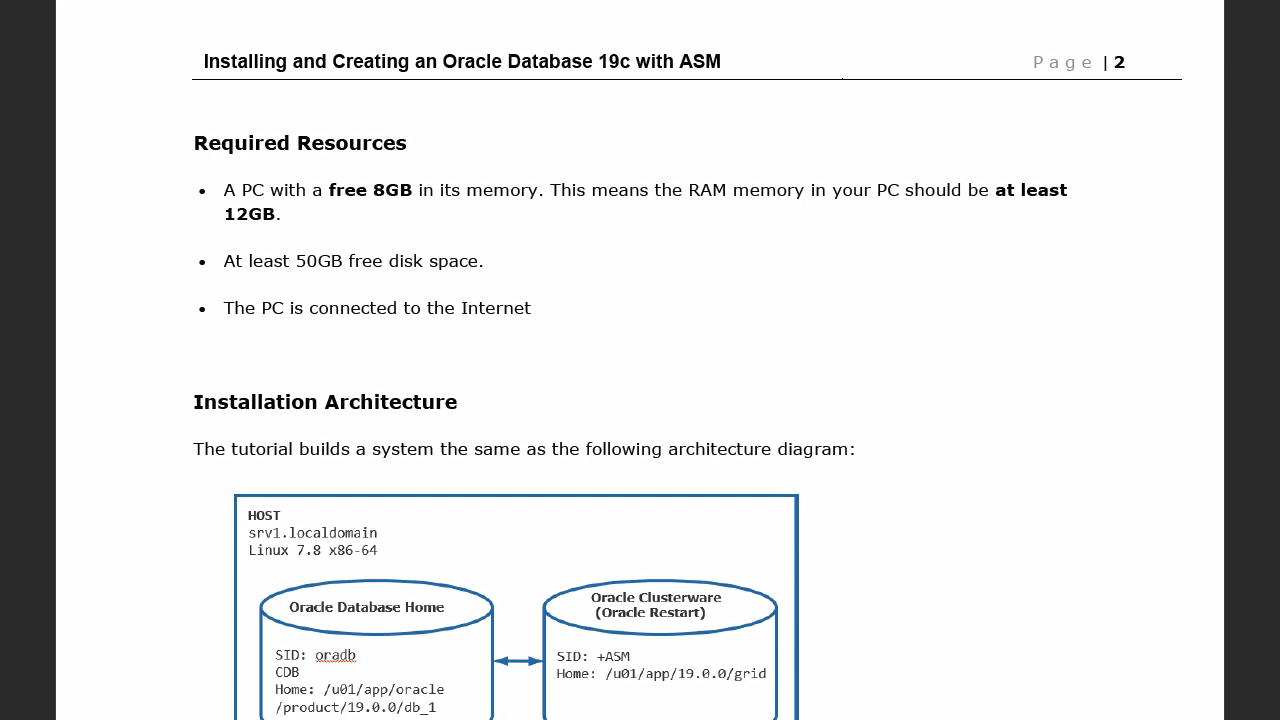 Installing and Creating an Oracle Database 19c with ASM
Page | 2
Required Resources
• A PC with a free 8GB in its memory. This means the RAM memory in your PC should be at least
12GB.
• At least 50GB free disk space.
• The PC is connected to the Internet
Installation Architecture
The tutorial builds a system the same as the following architecture diagram:
HOST
srv1.localdomain
Linux 7.8 x86-64
Oracle Database Home
SID: oradb
CDB
Home: /u01/app/oracle
/product/19.0.0/db_1
Oracle Clusterware
(Oracle Restart)
SID: +ASM
Home: /u01/app/19.0.0/grid